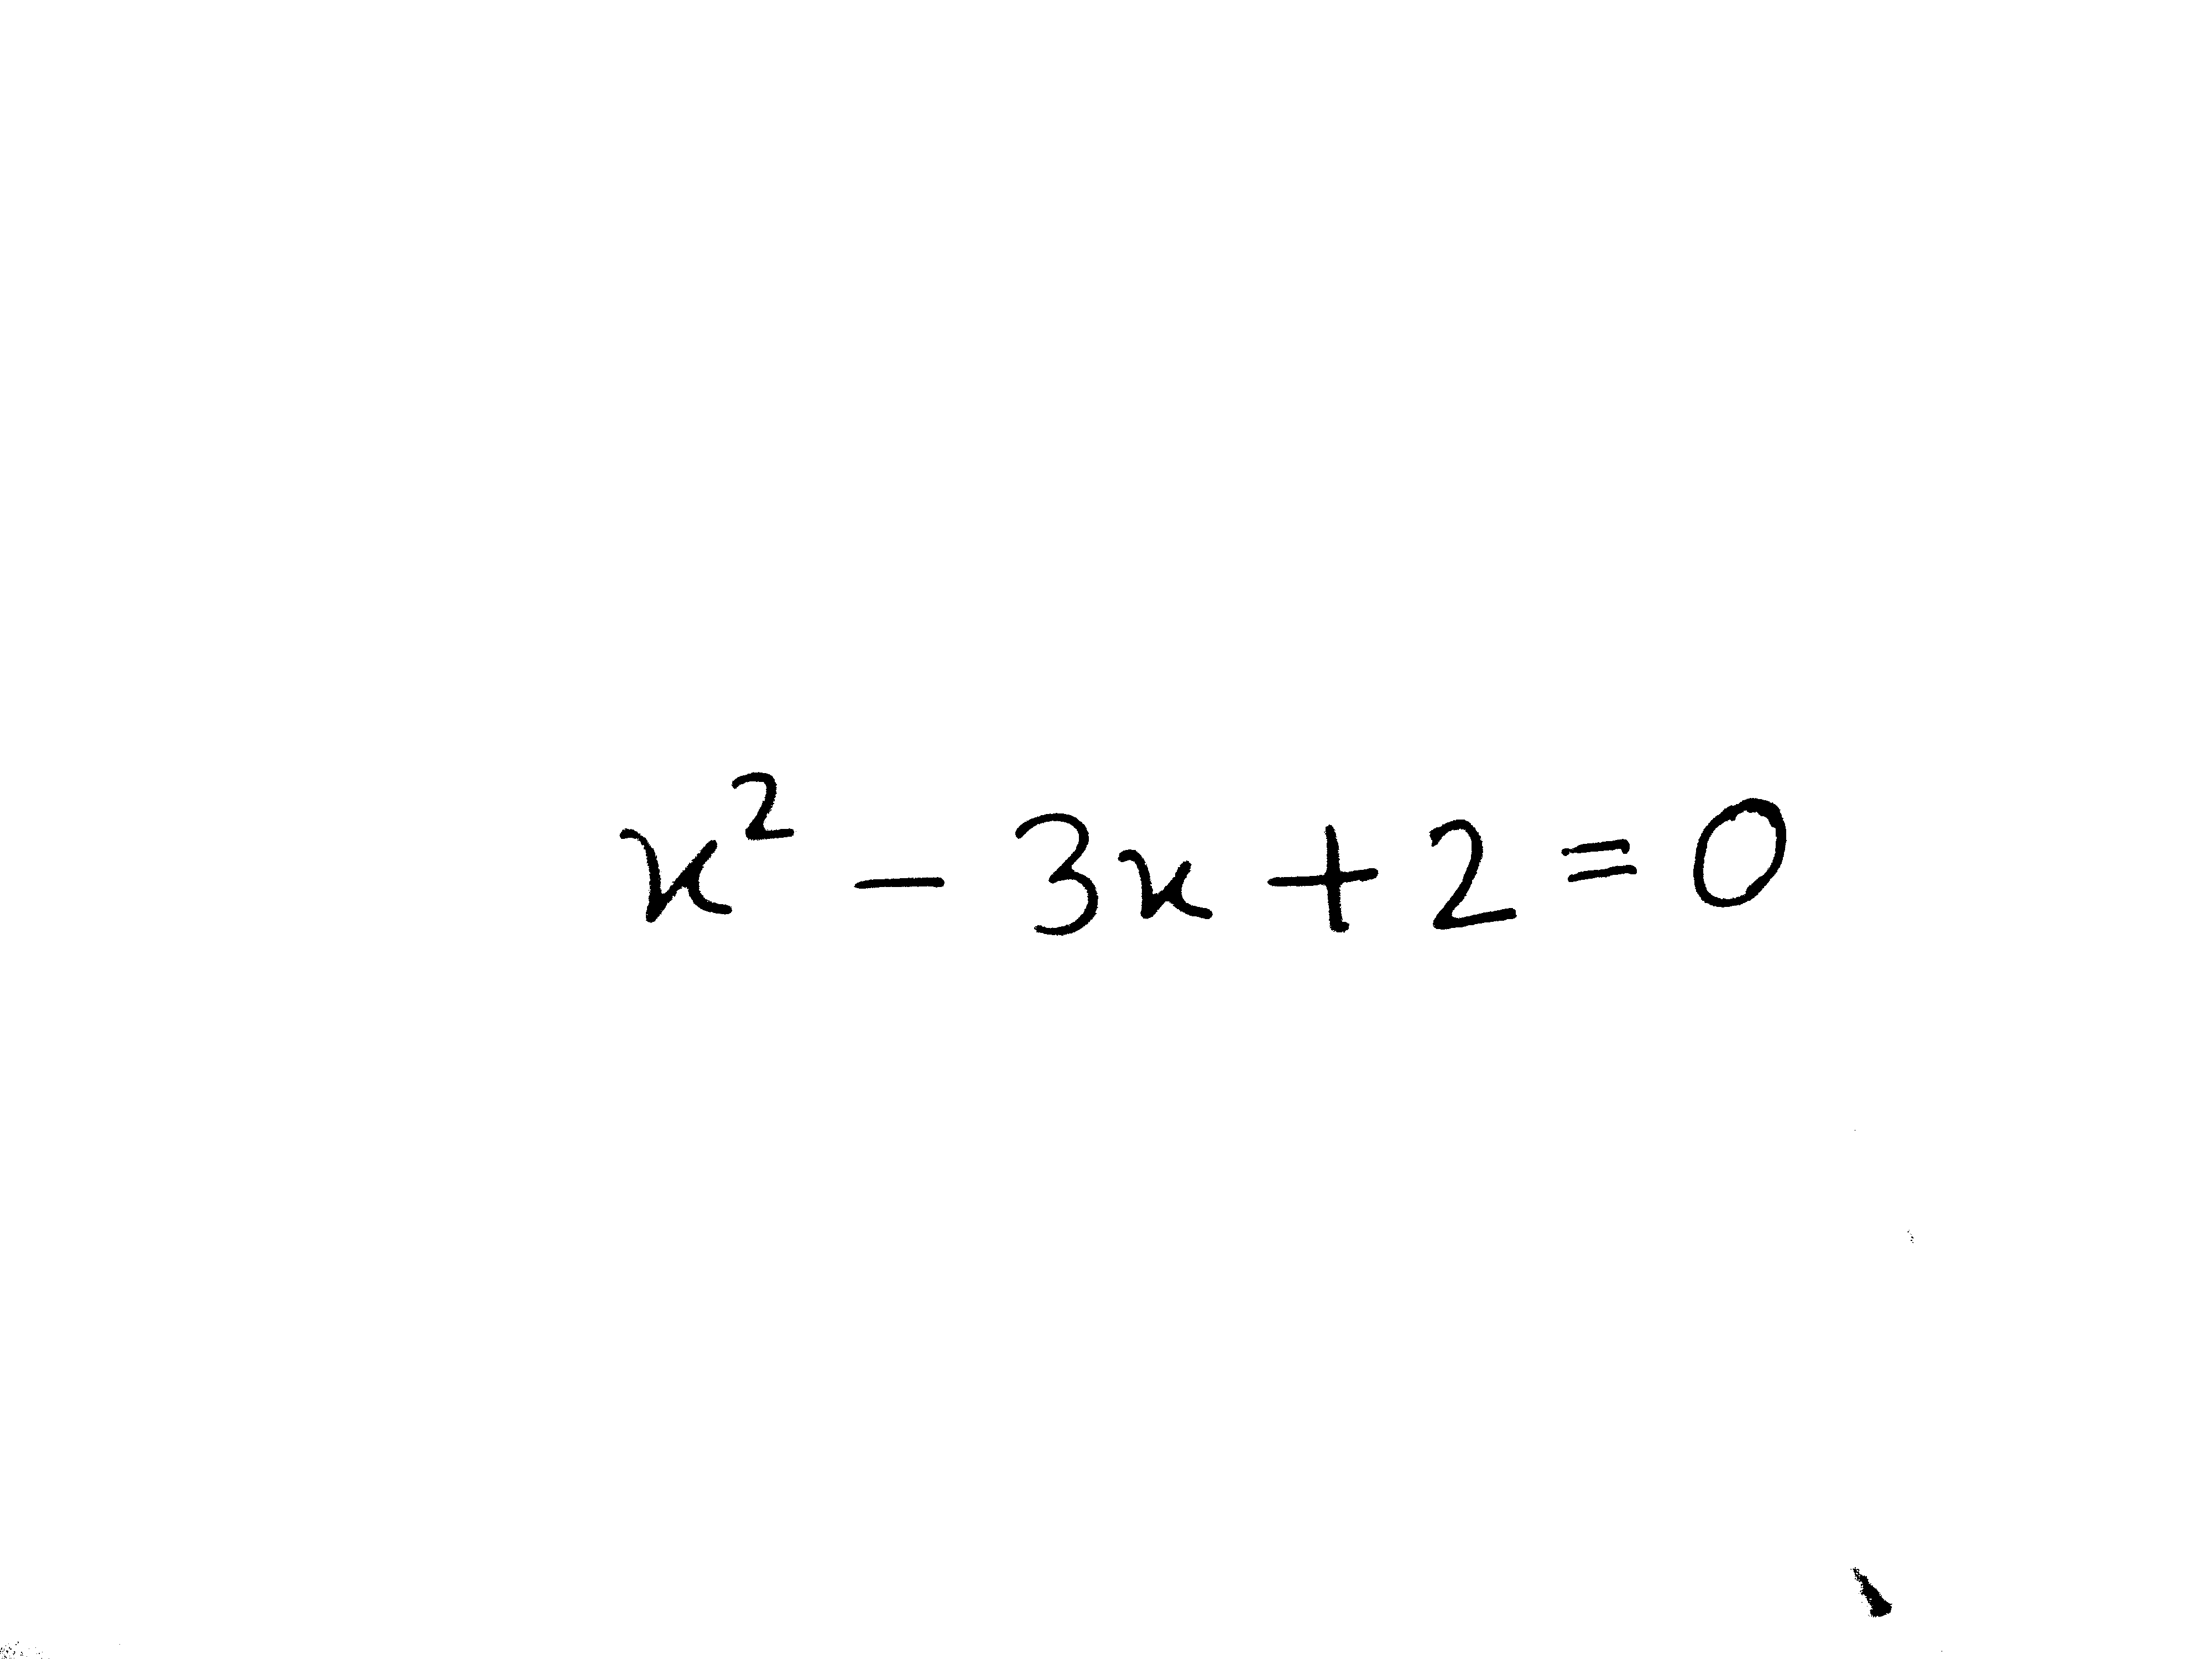 x² - 3x + 2 = 0